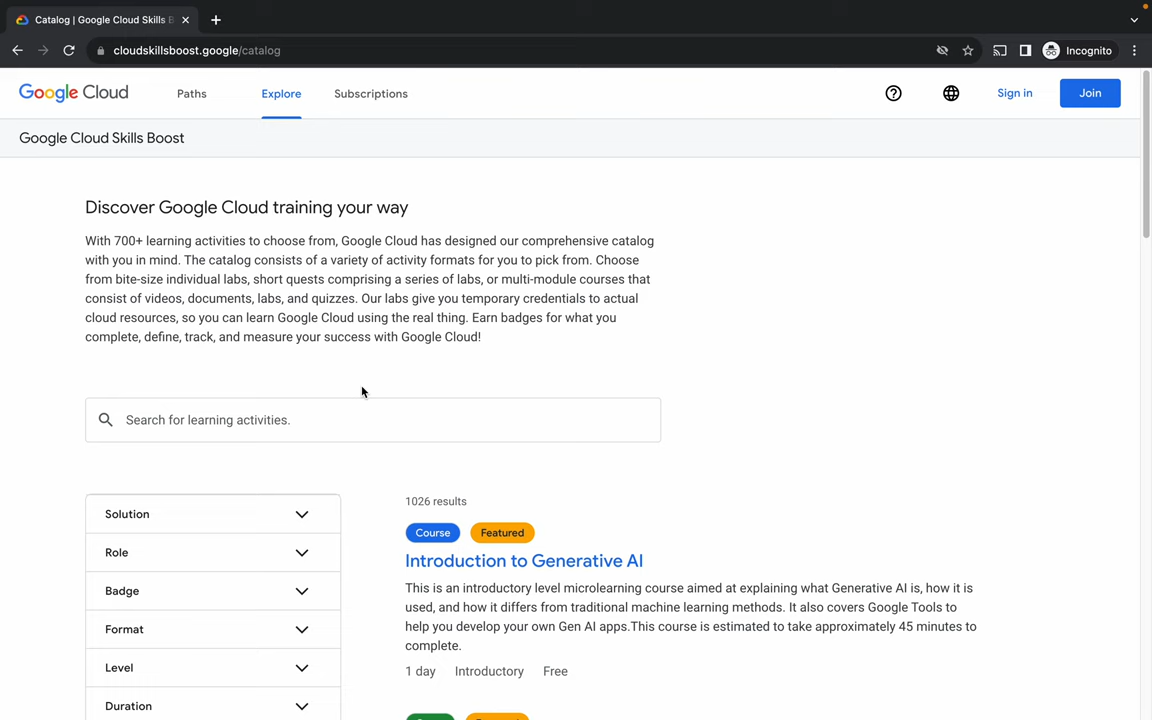 Catalog | Google Cloud Skills B
cloudskillsboost.google/catalog
Incognito
Google Cloud
Paths
Explore
Subscriptions
Sign in
Join
Google Cloud Skills Boost
Discover Google Cloud training your way
With 700+ learning activities to choose from, Google Cloud has designed our comprehensive catalog
with you in mind. The catalog consists of a variety of activity formats for you to pick from. Choose
from bite-size individual labs, short quests comprising a series of labs, or multi-module courses that
consist of videos, documents, labs, and quizzes. Our labs give you temporary credentials to actual
cloud resources, so you can learn Google Cloud using the real thing. Earn badges for what you
complete, define, track, and measure your success with Google Cloud!
Search for learning activities.
Solution
Role
Badge
Format
Level
Duration
1026 results
Course
Featured
Introduction to Generative AI
This is an introductory level microlearning course aimed at explaining what Generative AI is, how it is
used, and how it differs from traditional machine learning methods. It also covers Google Tools to
help you develop your own Gen AI apps.This course is estimated to take approximately 45 minutes to
complete.
1 day
Introductory
Free